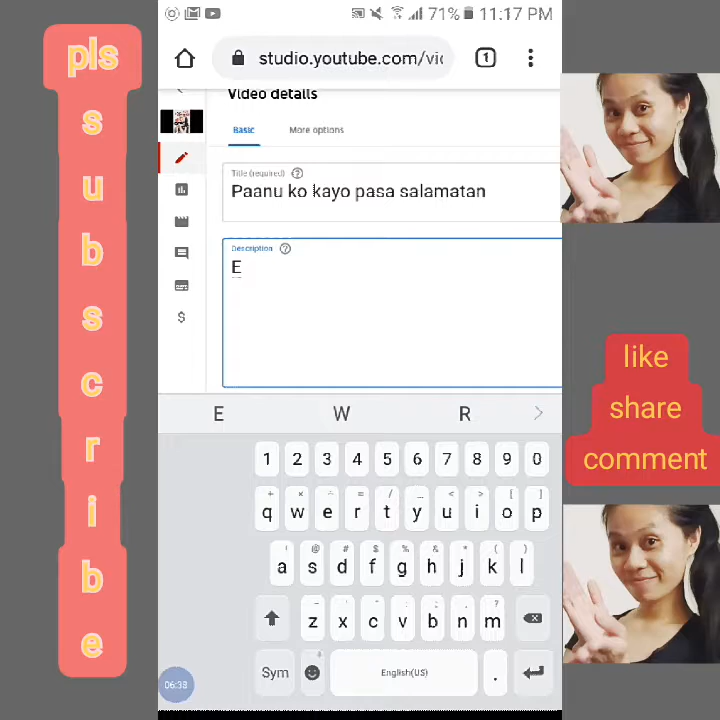 pls
s
u
b
s
c
r
i
b
e
71% 11:17 PM
studio.youtube.com/vic
1
Video details
Basic
More options
Title (required)
Paanu ko kayo pasa salamatan
Description
E
$
E W R
1 2 3 4 5 6 7 8 9 0
q w e r t y u i o p
a s d f g h j k l
z x c v b n m
Sym English(US) .
06:38
like
share
comment